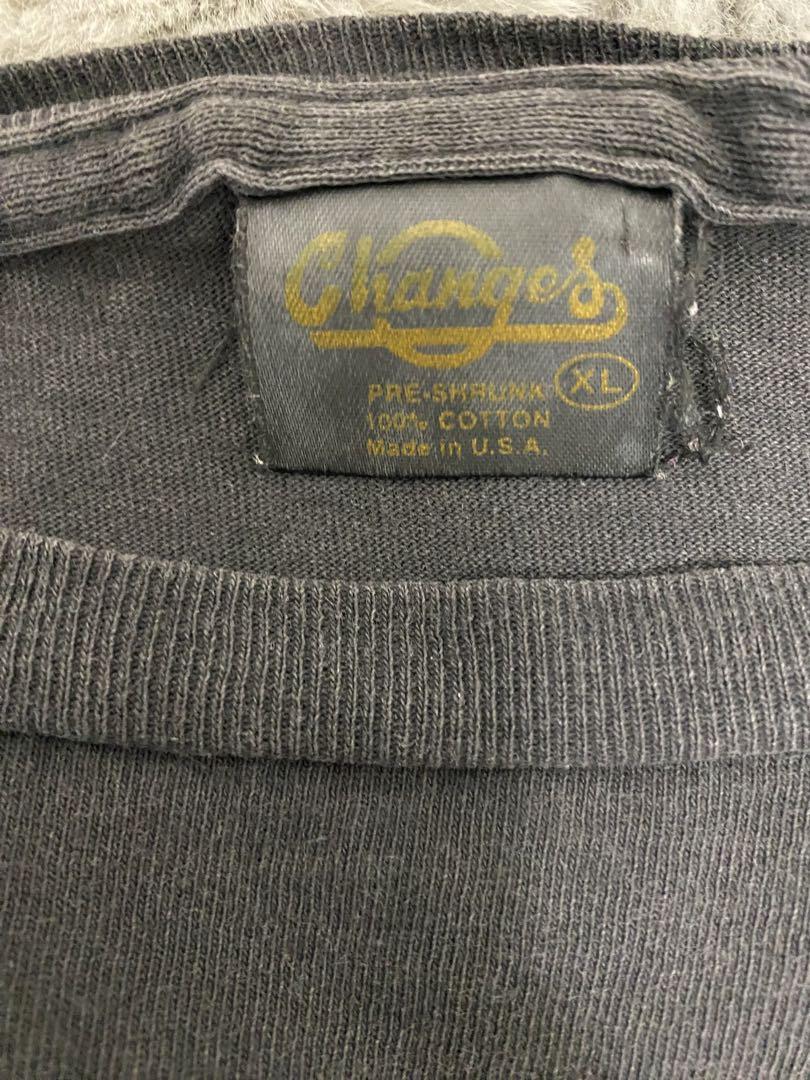 Changes
PRE-SHRUNK XL
100% COTTON
Made in U.S.A.